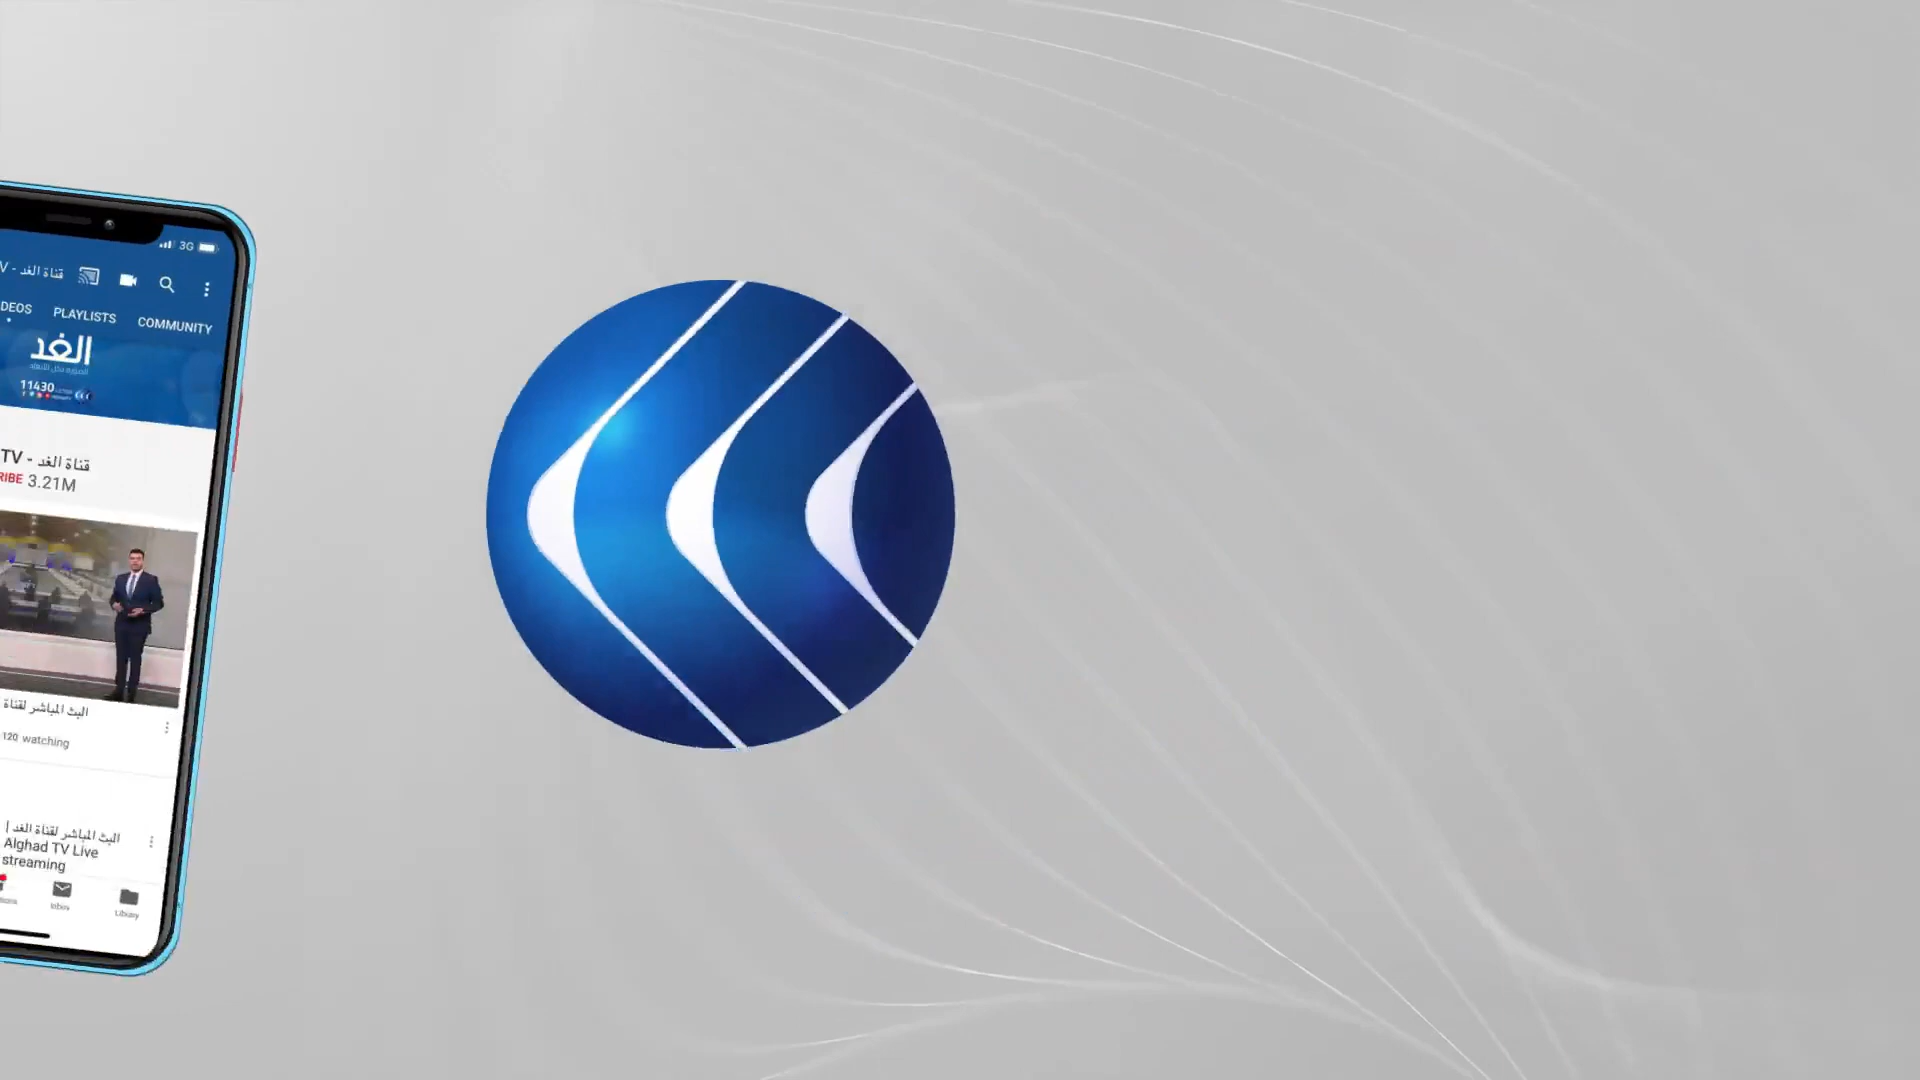 3G
قناة الغد - V
DEOS PLAYLISTS COMMUNITY
الغد
11430
TV - قناة الغد
RIBE 3.21M
البث المباشر لقناة
120 watching
البث المباشر لقناة الغد |
Alghad TV Live
streaming
Inbox
Library